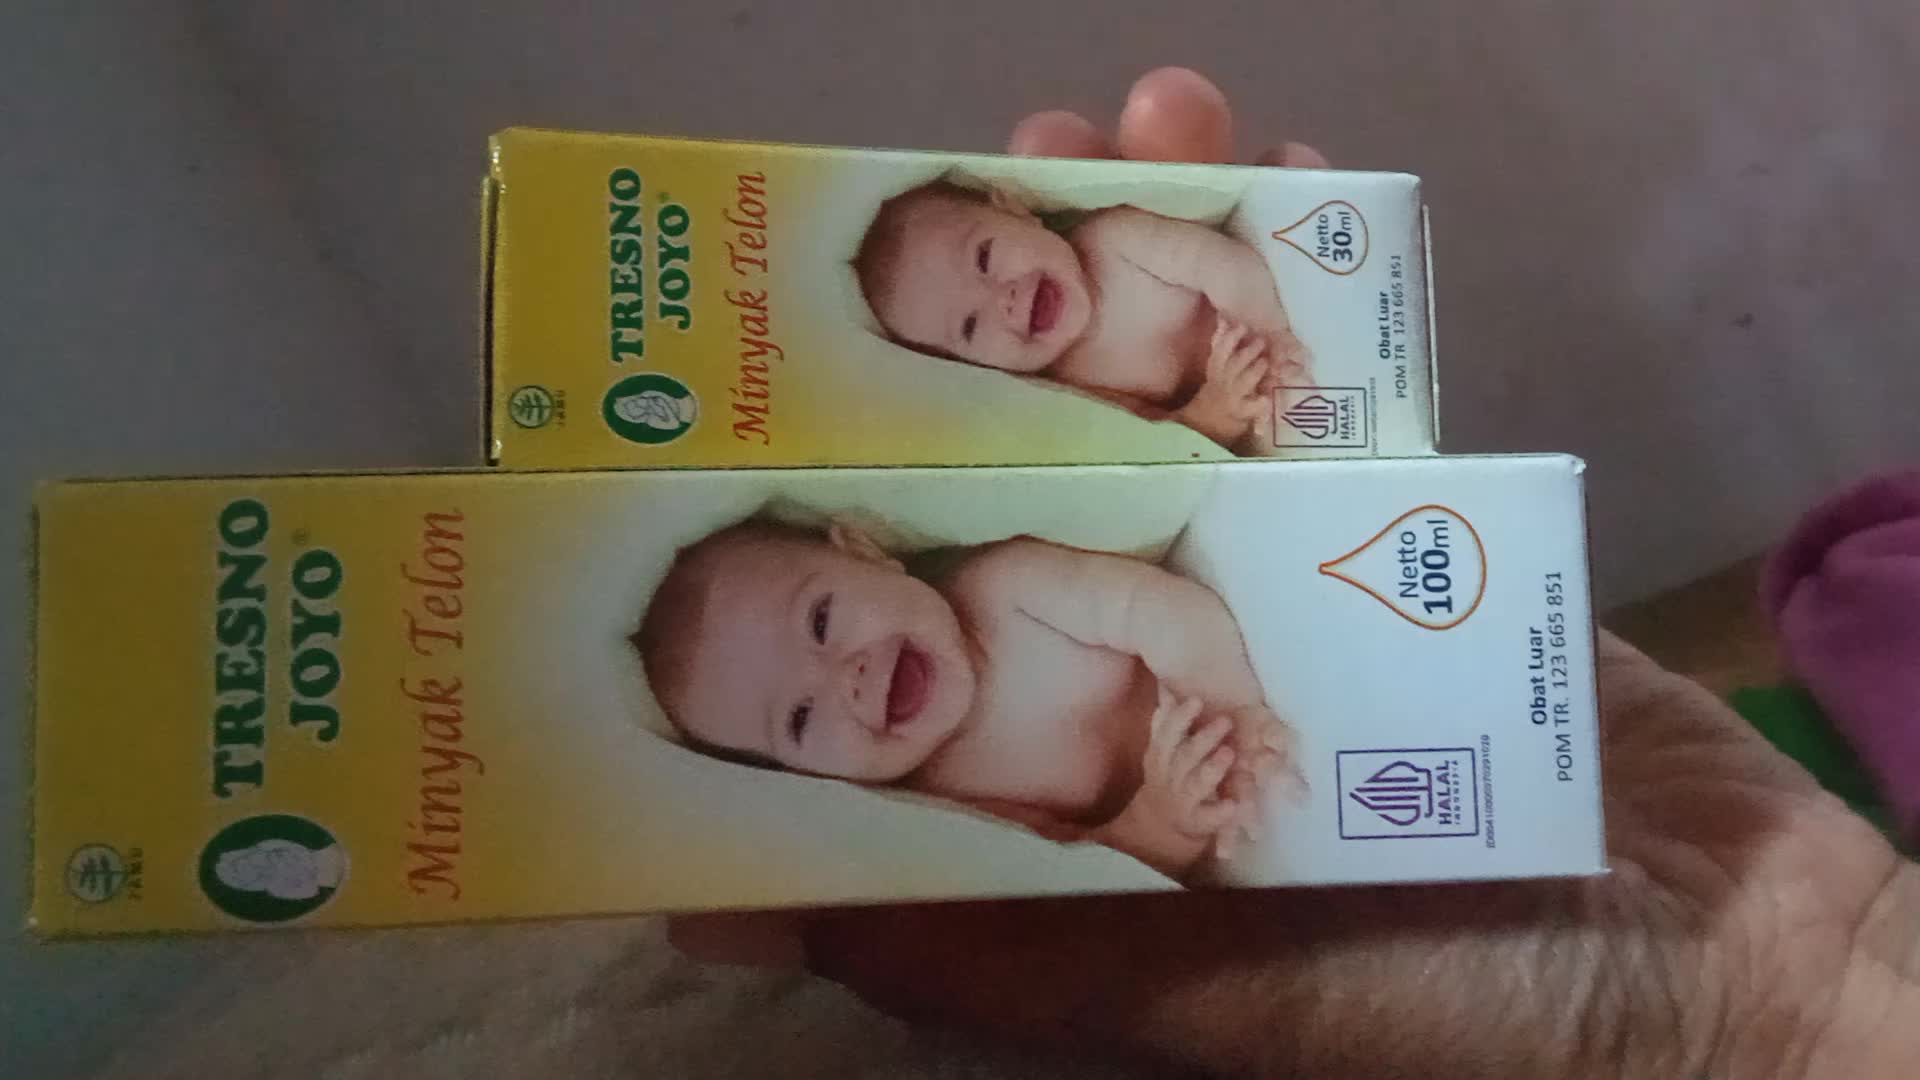 JAMU
TRESNO
JOYO®
Minyak Telon
Netto
30ml
HALAL
INDONESIA
Obat Luar
POM TR 123 665 851
JAMU
TRESNO
JOYO®
Minyak Telon
Netto
100ml
HALAL
INDONESIA
Obat Luar
POM TR. 123 665 851